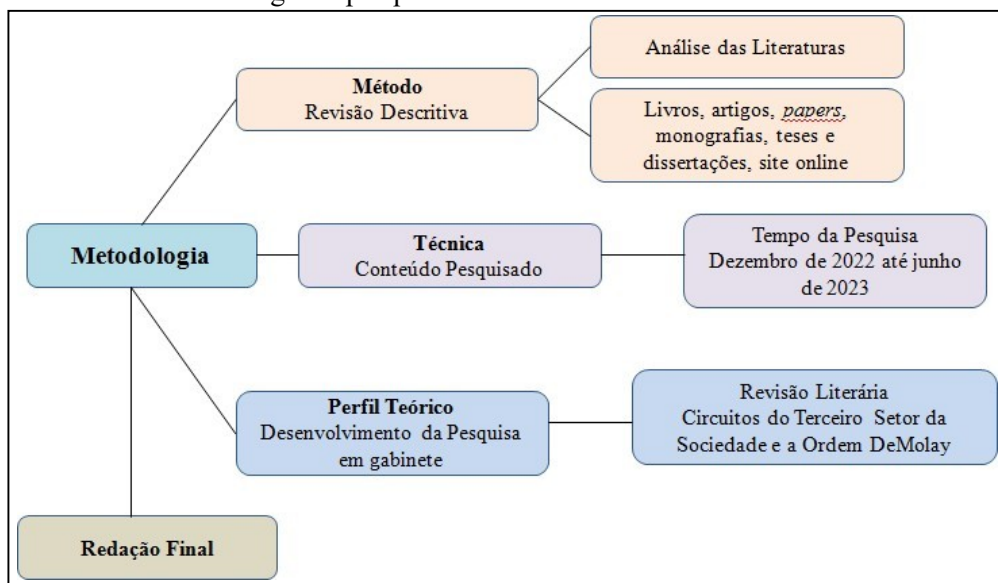 Método
Revisão Descritiva
Análise das Literaturas
Livros, artigos, papers,
monografias, teses e
dissertações, site online
Metodologia
Técnica
Conteúdo Pesquisado
Tempo da Pesquisa
Dezembro de 2022 até junho
de 2023
Perfil Teórico
Desenvolvimento da Pesquisa
em gabinete
Revisão Literária
Circuitos do Terceiro Setor da
Sociedade e a Ordem DeMolay
Redação Final